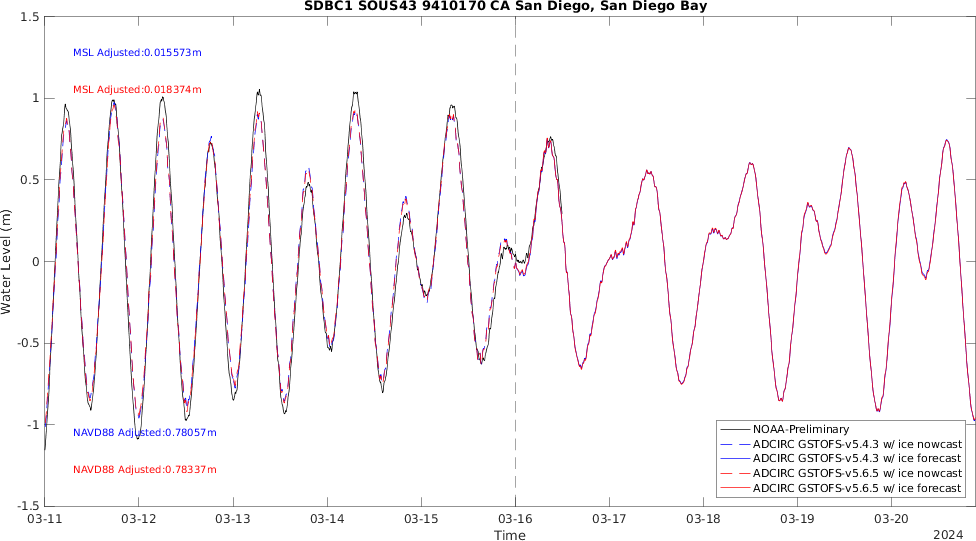 SDBC1 SOUS43 9410170 CA San Diego, San Diego Bay
1.5
MSL Adjusted:0.015573m
MSL Adjusted:0.018374m
1
0.5
0
-0.5
-1
-1.5
Water Level (m)
NAVD88 Adjusted:0.78057m
NAVD88 Adjusted:0.78337m
NOAA-Preliminary
ADCIRC GSTOFS-v5.4.3 w/ ice nowcast
ADCIRC GSTOFS-v5.4.3 w/ ice forecast
ADCIRC GSTOFS-v5.6.5 w/ ice nowcast
ADCIRC GSTOFS-v5.6.5 w/ ice forecast
03-11 03-12 03-13 03-14 03-15 03-16 03-17 03-18 03-19 03-20
Time
2024